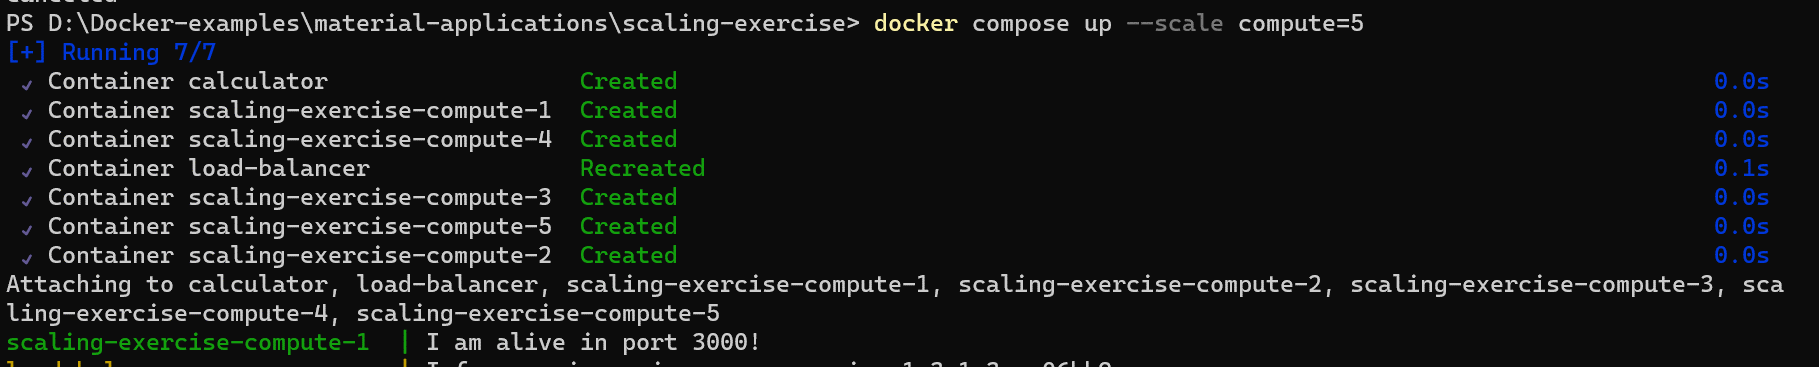 PS D:\Docker-examples\material-applications\scaling-exercise> docker compose up --scale compute=5
[+] Running 7/7
✓ Container calculator Created 0.0s
✓ Container scaling-exercise-compute-1 Created 0.0s
✓ Container scaling-exercise-compute-4 Created 0.0s
✓ Container load-balancer Recreated 0.1s
✓ Container scaling-exercise-compute-3 Created 0.0s
✓ Container scaling-exercise-compute-5 Created 0.0s
✓ Container scaling-exercise-compute-2 Created 0.0s
Attaching to calculator, load-balancer, scaling-exercise-compute-1, scaling-exercise-compute-2, scaling-exercise-compute-3, sca
ling-exercise-compute-4, scaling-exercise-compute-5
scaling-exercise-compute-1 | I am alive in port 3000!